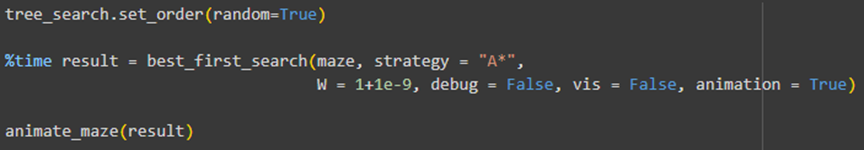 tree_search.set_order(random=True)
%time result = best_first_search(maze, strategy = "A*",
W = 1+1e-9, debug = False, vis = False, animation = True)
animate_maze(result)